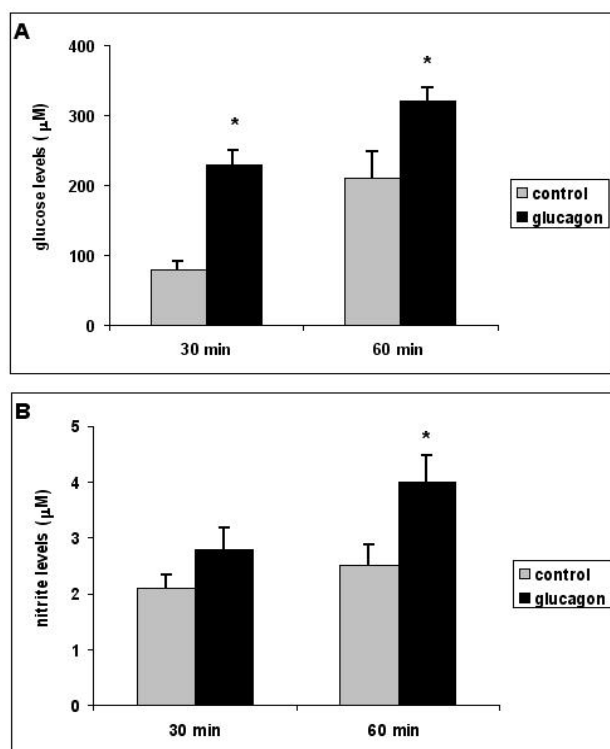 A
400
300
200
100
0
glucose levels ( μM)
*
*
30 min
60 min
control
glucagon
B
5
4
3
2
1
0
nitrite levels (μM)
*
30 min
60 min
control
glucagon